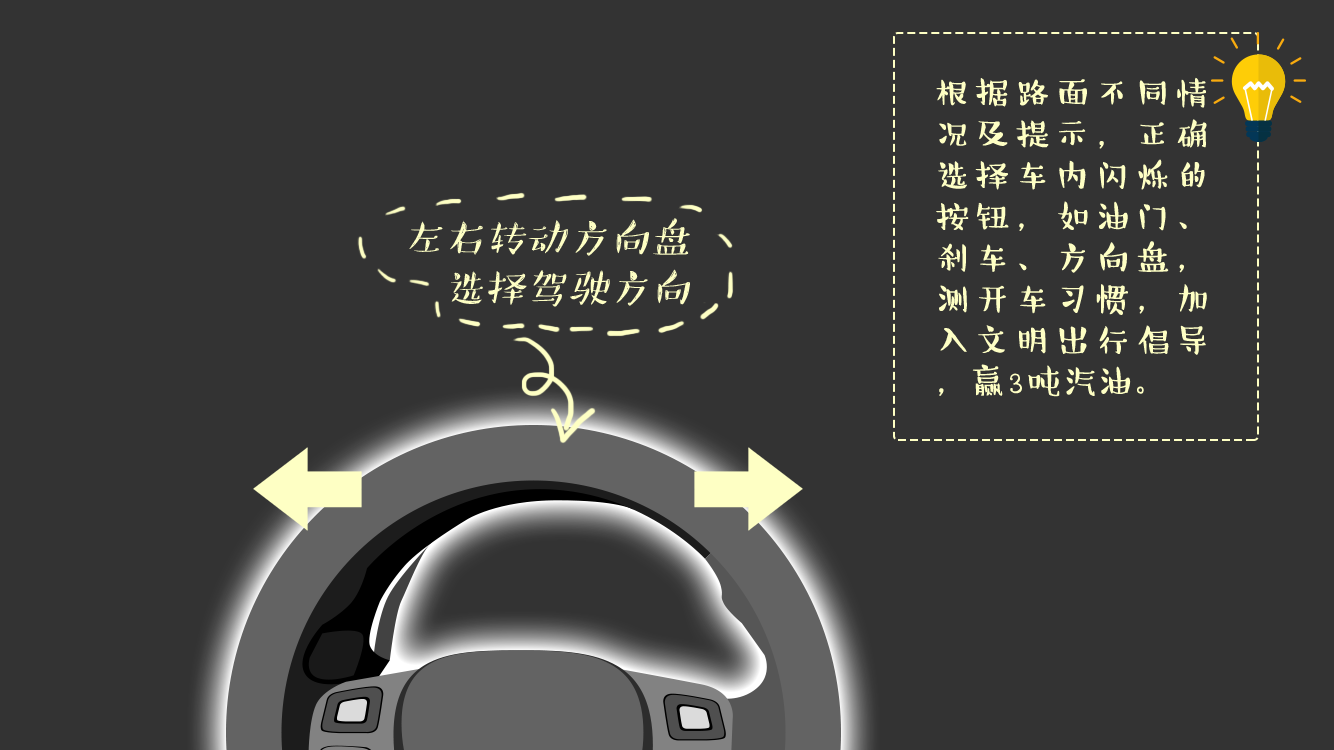 左右转动方向盘
选择驾驶方向
根据路面不同情
况及提示，正确
选择车内闪烁的
按钮，如油门、
刹车、方向盘，
测开车习惯，加
入文明出行倡导
，赢3吨汽油。